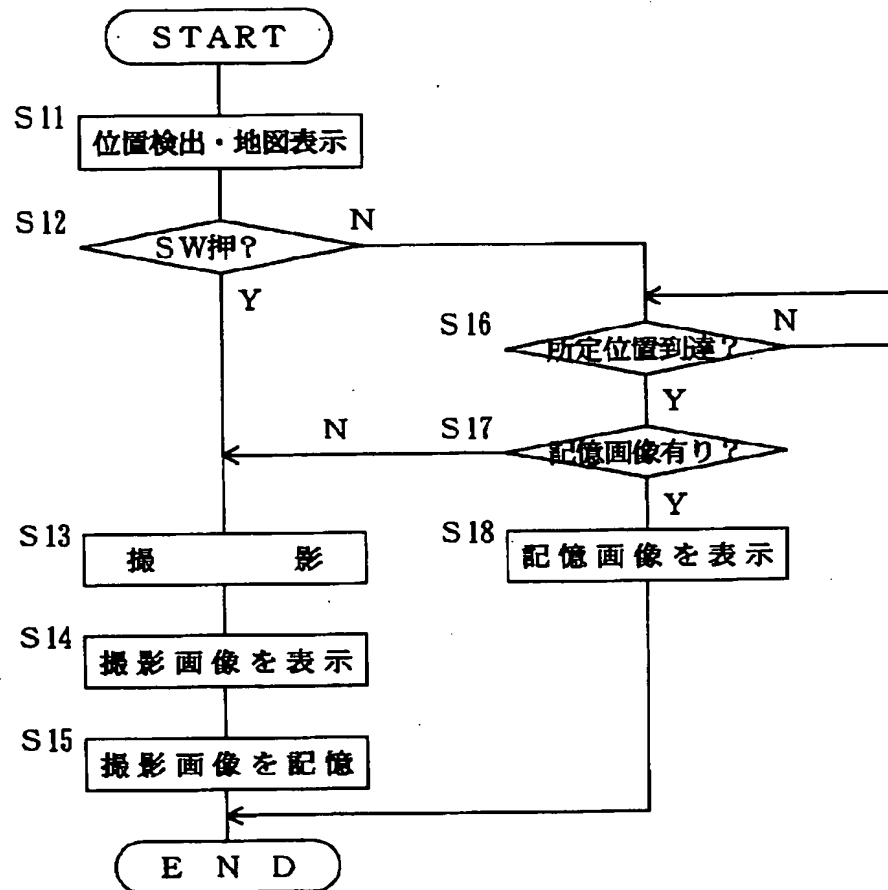 START
S11
位置検出・地図表示
S12
SW押?
N
Y
S16
所定位置到達?
N
Y
S17
記憶画像有り?
N
Y
S13
撮 影
S18
記憶画像を表示
S14
撮影画像を表示
S15
撮影画像を記憶
END